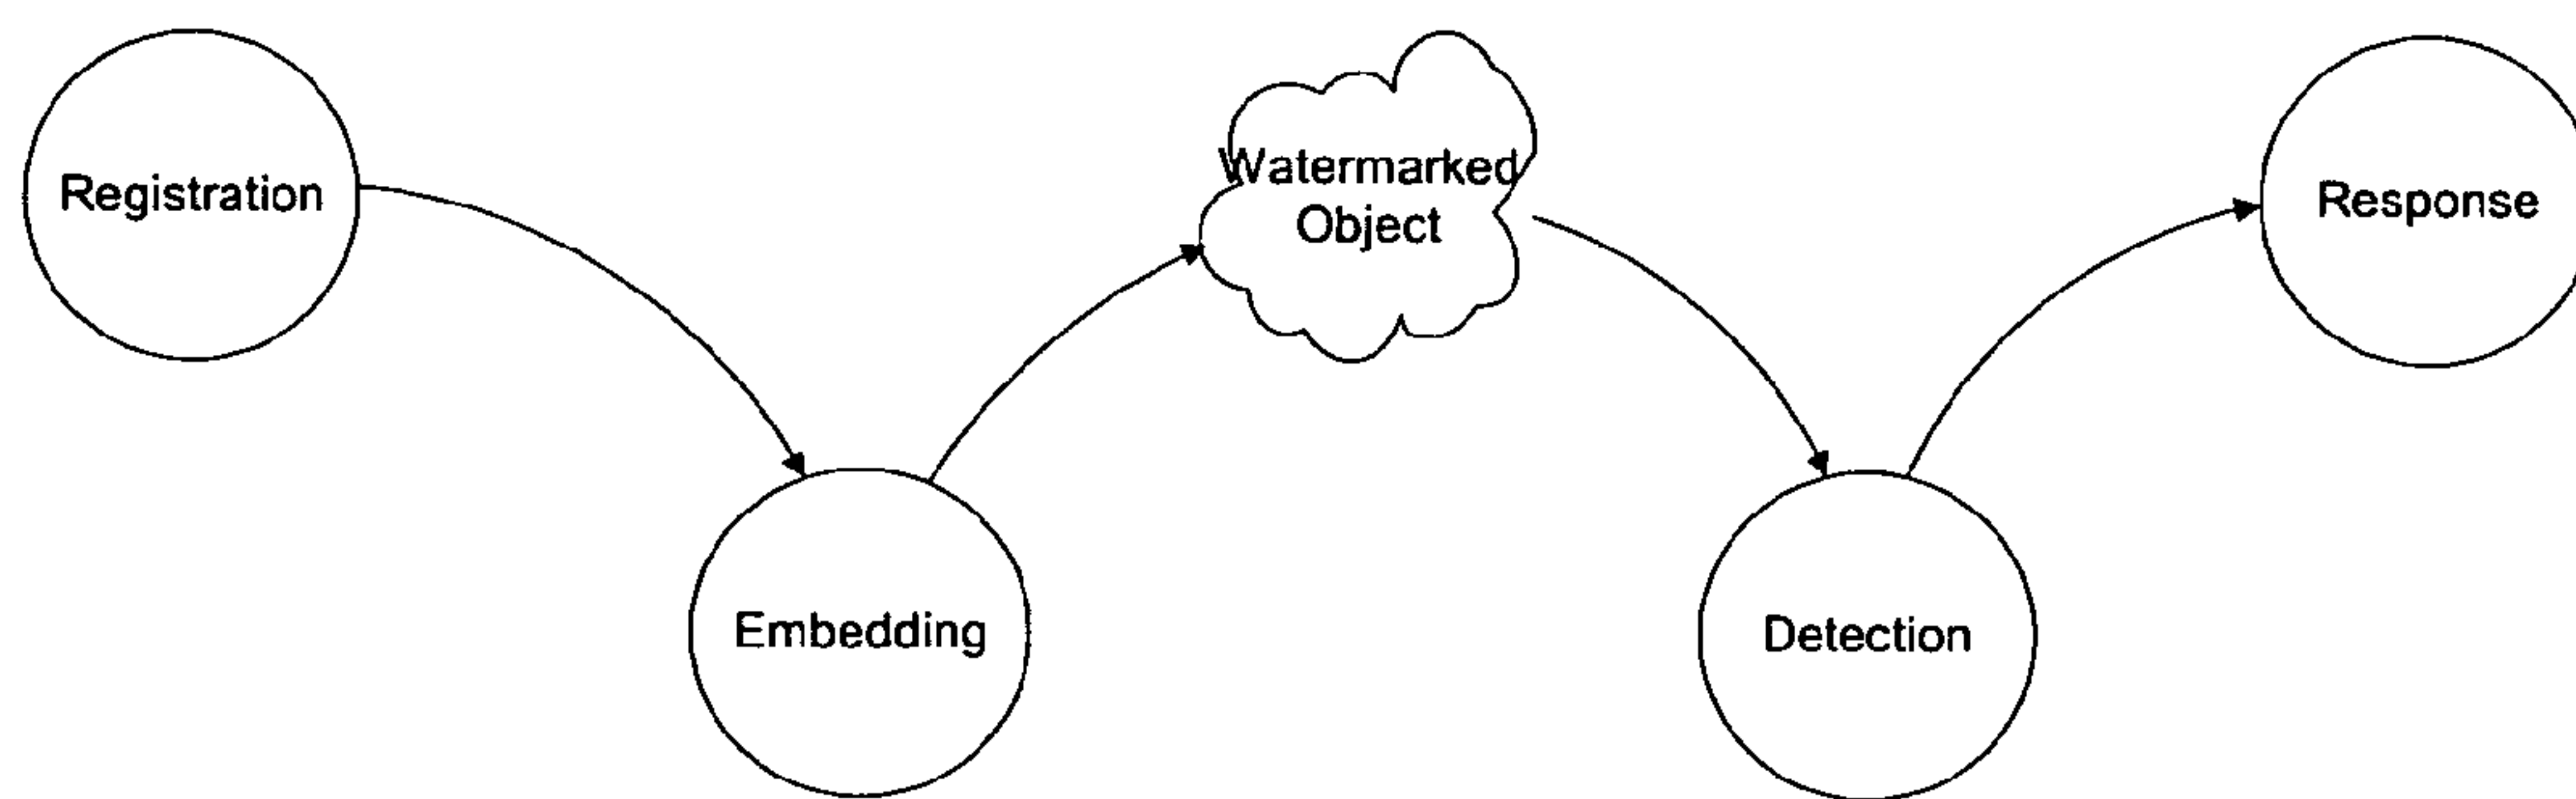 Registration
Embedding
Watermarked
Object
Detection
Response